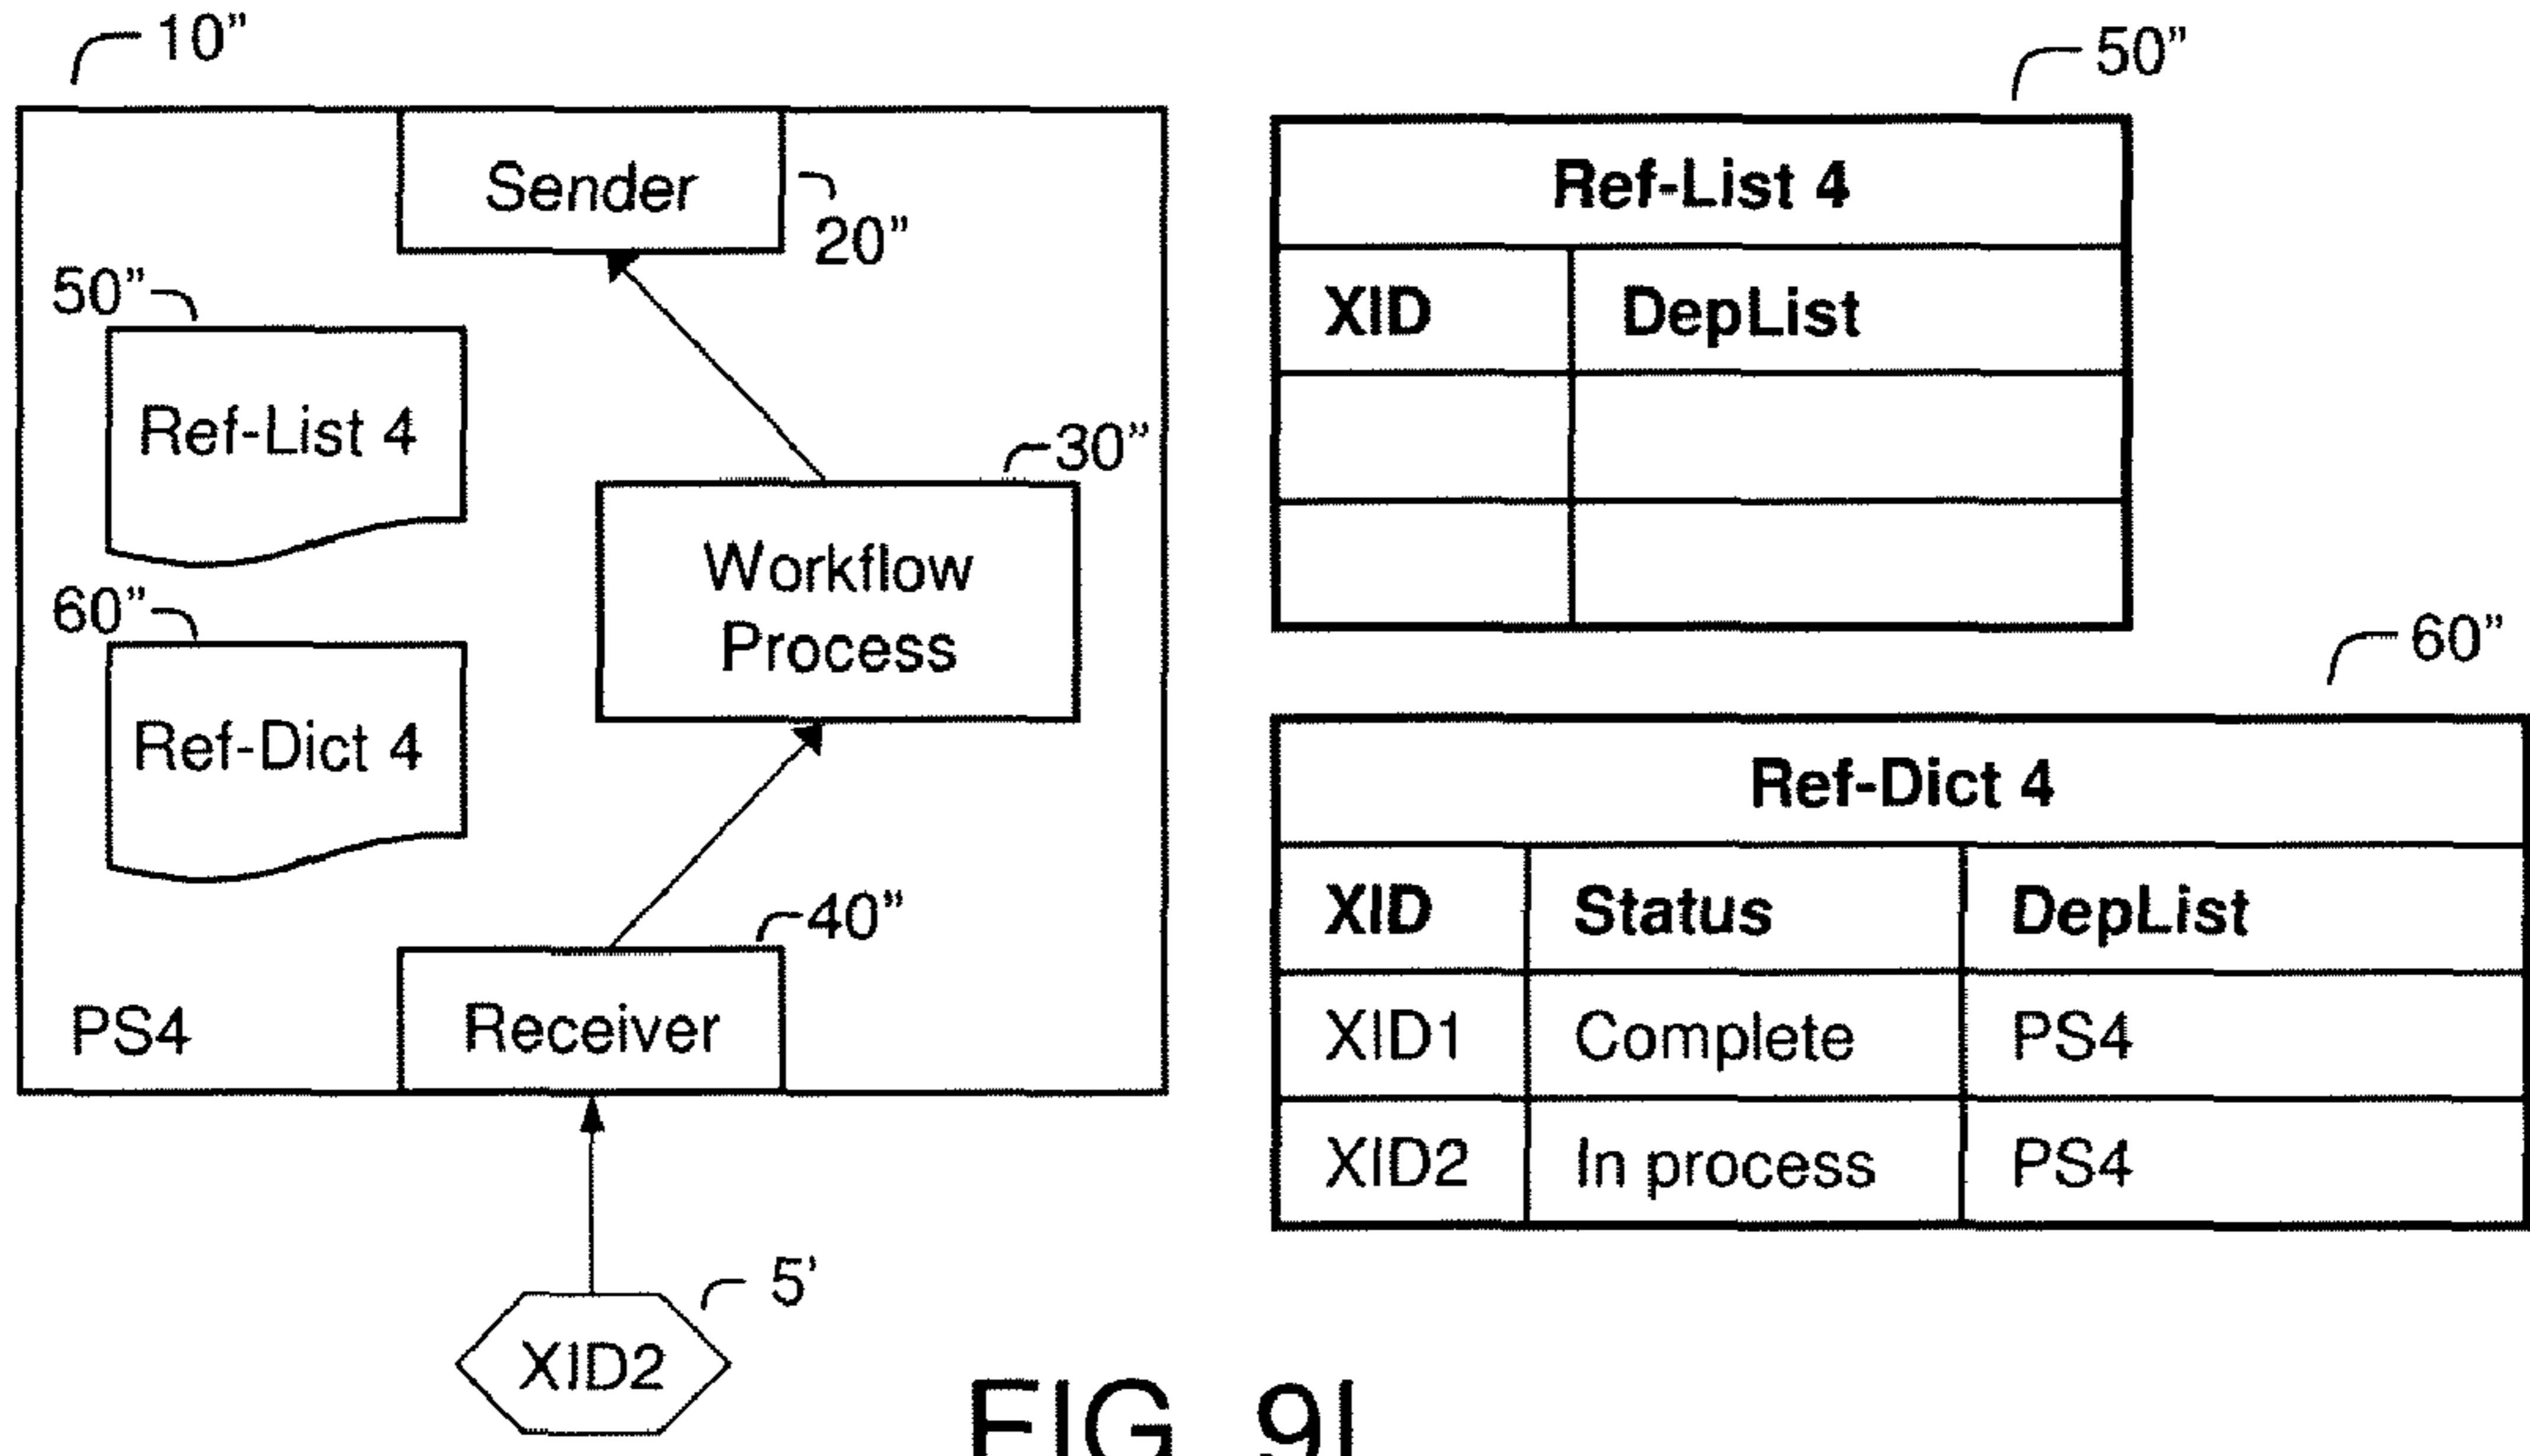 10”
Sender
20”
50”
Ref-List 4
30”
Workflow
Process
60”
Ref-Dict 4
40”
PS4
Receiver
5’
XID2
50”
Ref-List 4
XID DepList
60”
Ref-Dict 4
XID Status DepList
XID1 Complete PS4
XID2 In process PS4
FIG. 9I